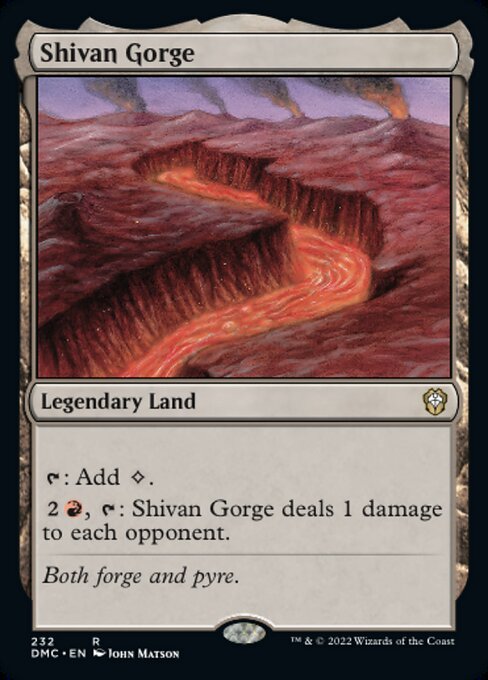 Shivan Gorge
Legendary Land
: Add .
2 , : Shivan Gorge deals 1 damage
to each opponent.
Both forge and pyre.
232 R
DMC • EN John Matson
™ & © 2022 Wizards of the Coast